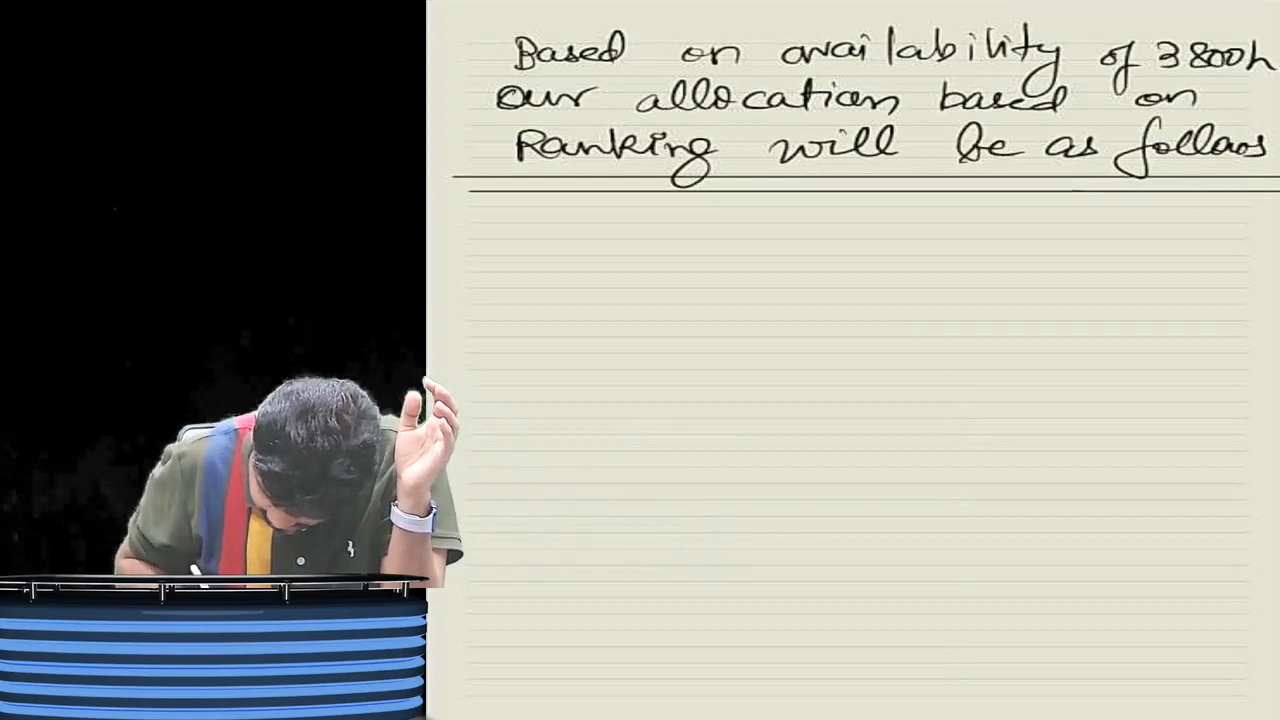 Based on availability of 3800h
our allocation based on
Ranking will be as follows